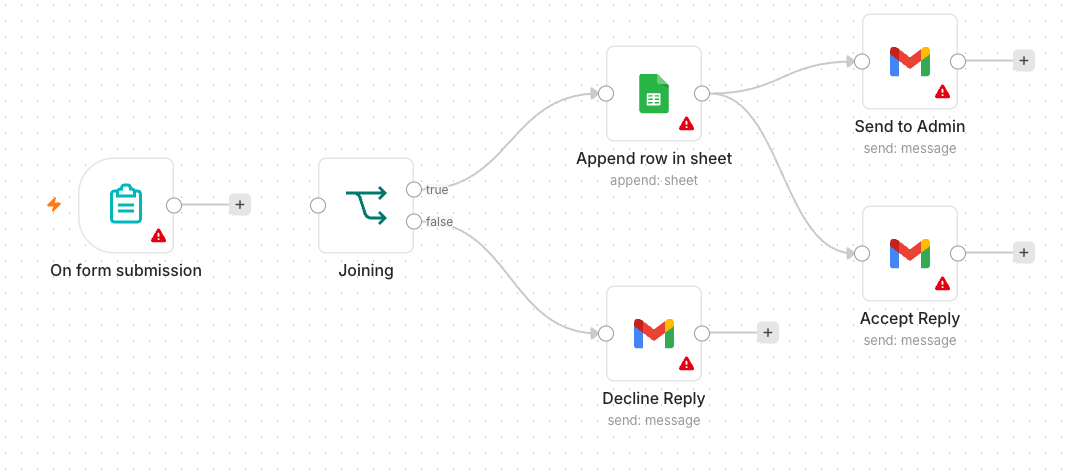 On form submission
Joining
true
false
Append row in sheet
append: sheet
Decline Reply
send: message
Send to Admin
send: message
Accept Reply
send: message